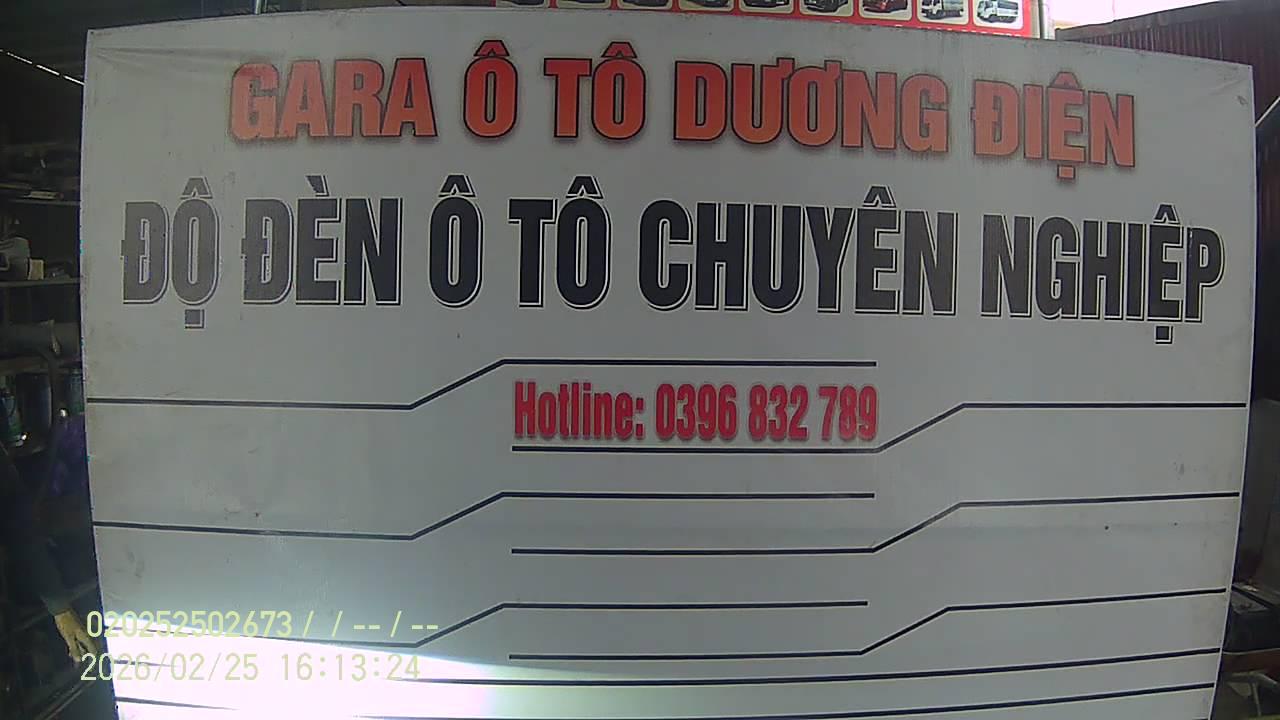 GARA Ô TÔ DƯƠNG ĐIỆN
ĐỘ ĐÈN Ô TÔ CHUYÊN NGHIỆP
Hotline: 0396 832 789
020252502673 / / -- / --
2026/02/25 16:13:24